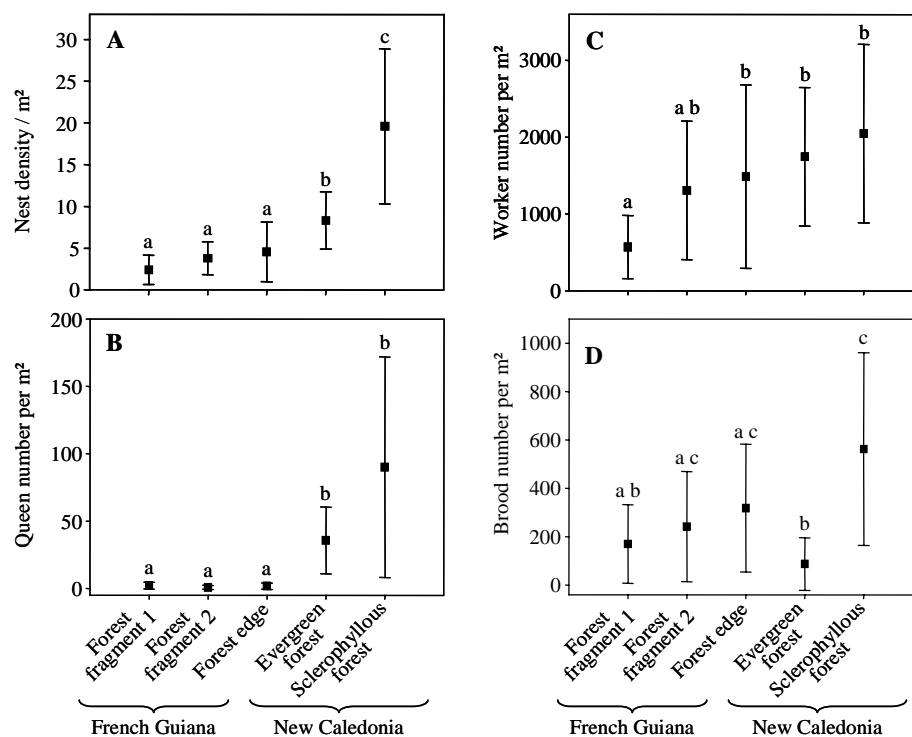 A
Nest density / m²
30
25
20
15
10
5
0
a
a
a
b
c
B
Queen number per m²
200
150
100
50
0
a
a
a
b
b
Forest fragment 1
Forest fragment 2
Forest edge
Evergreen forest
Sclerophyllous forest
French Guiana
New Caledonia
C
Worker number per m²
3000
2000
1000
0
a
a b
b
b
b
D
Brood number per m²
1000
800
600
400
200
0
a b
a c
a c
b
c
Forest fragment 1
Forest fragment 2
Forest edge
Evergreen forest
Sclerophyllous forest
French Guiana
New Caledonia